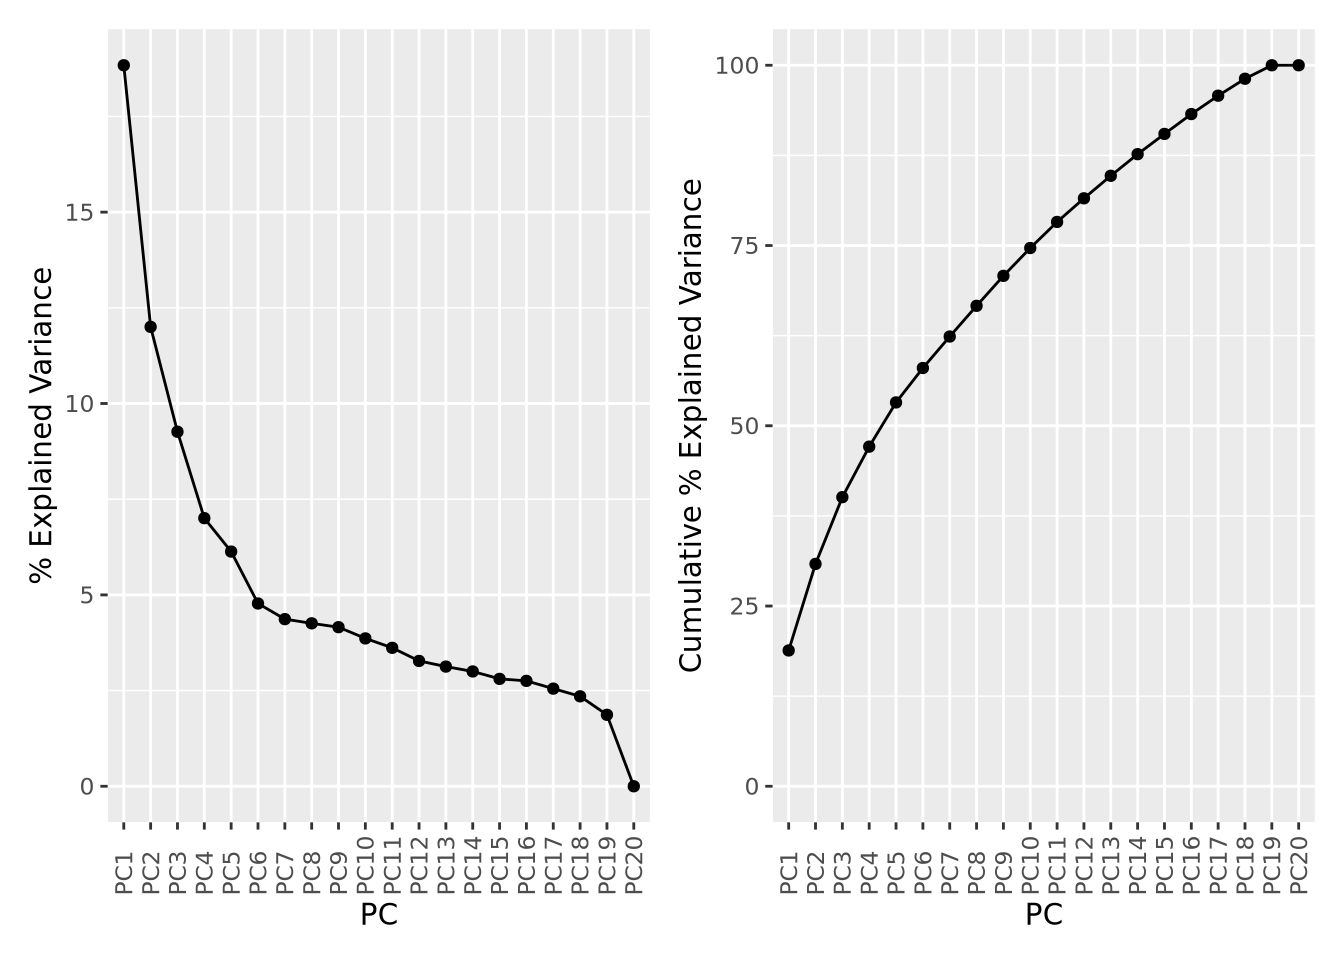 % Explained Variance
15
10
5
0
PC1 PC2 PC3 PC4 PC5 PC6 PC7 PC8 PC9 PC10 PC11 PC12 PC13 PC14 PC15 PC16 PC17 PC18 PC19 PC20
PC
Cumulative % Explained Variance
100
75
50
25
0
PC1 PC2 PC3 PC4 PC5 PC6 PC7 PC8 PC9 PC10 PC11 PC12 PC13 PC14 PC15 PC16 PC17 PC18 PC19 PC20
PC